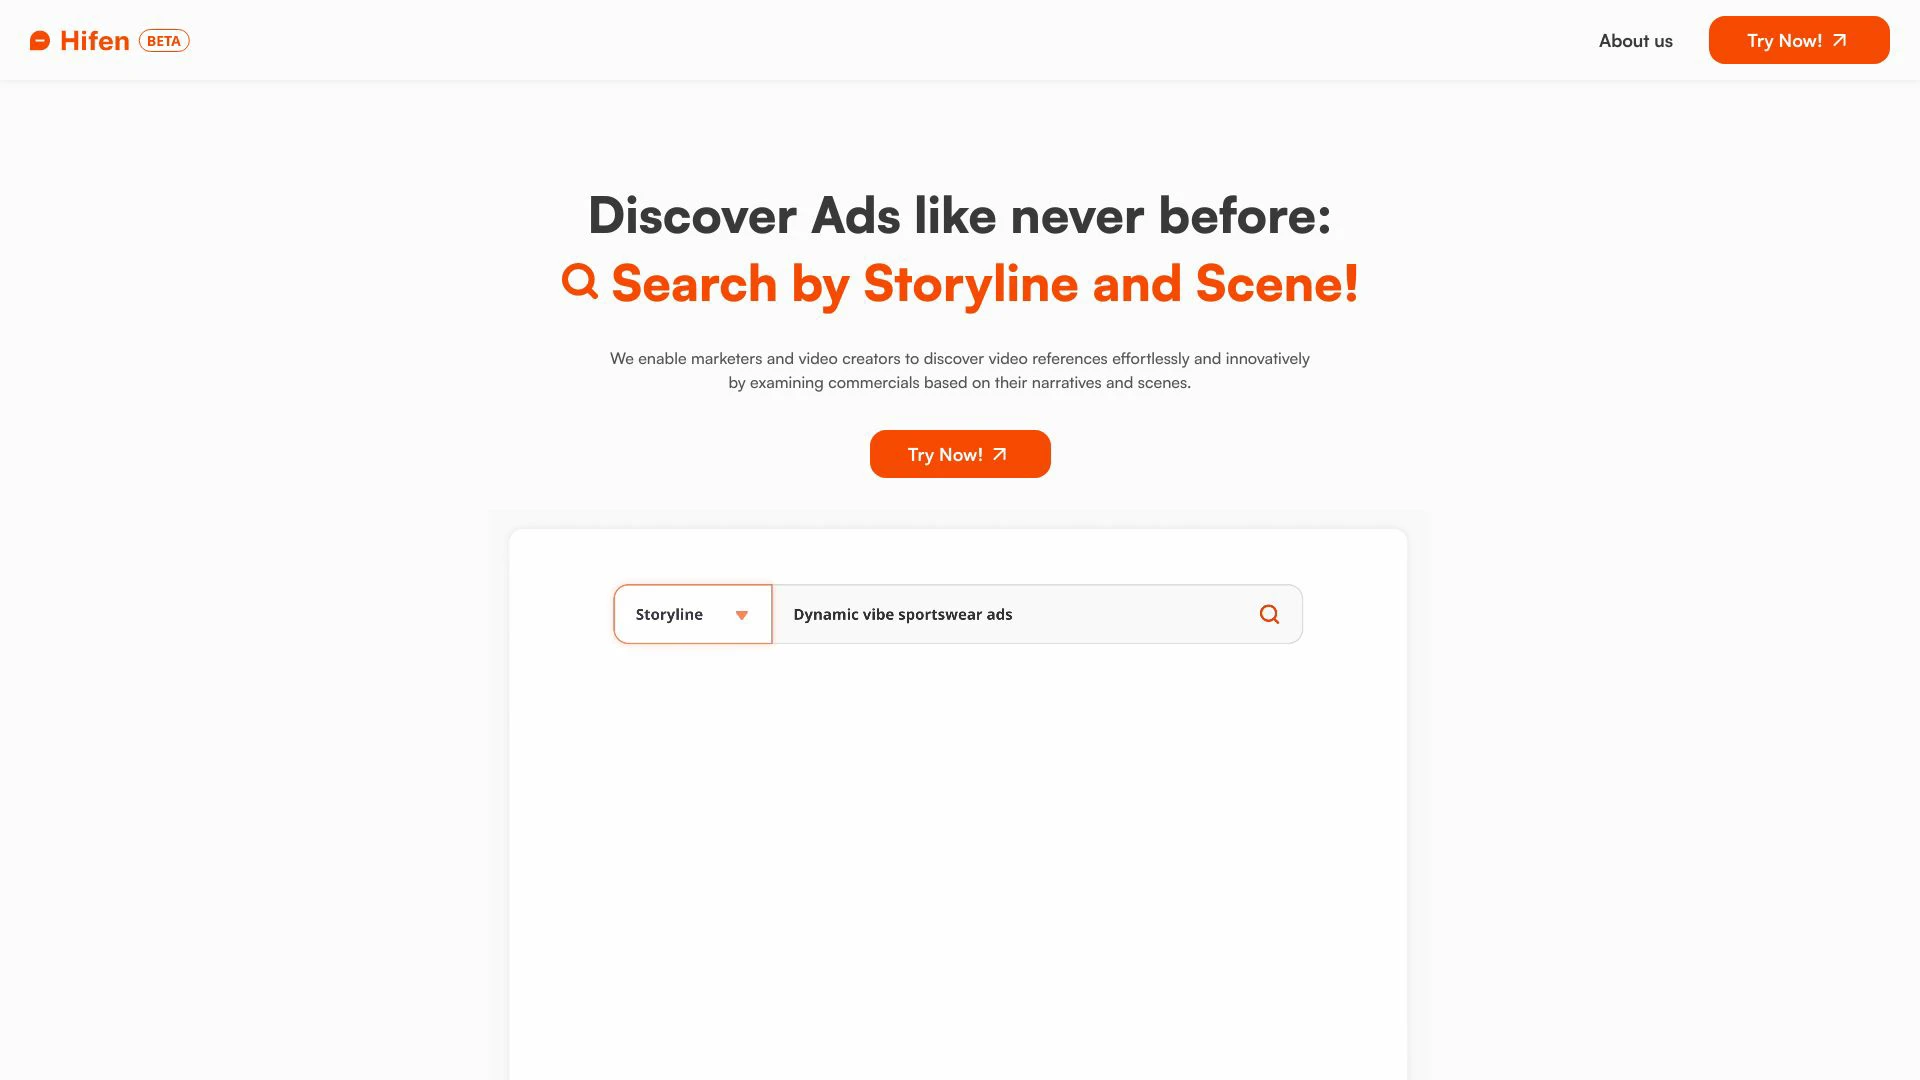 Hifen BETA
About us
Try Now!
Discover Ads like never before:
Search by Storyline and Scene!
We enable marketers and video creators to discover video references effortlessly and innovatively
by examining commercials based on their narratives and scenes.
Try Now!
Storyline
Dynamic vibe sportswear ads